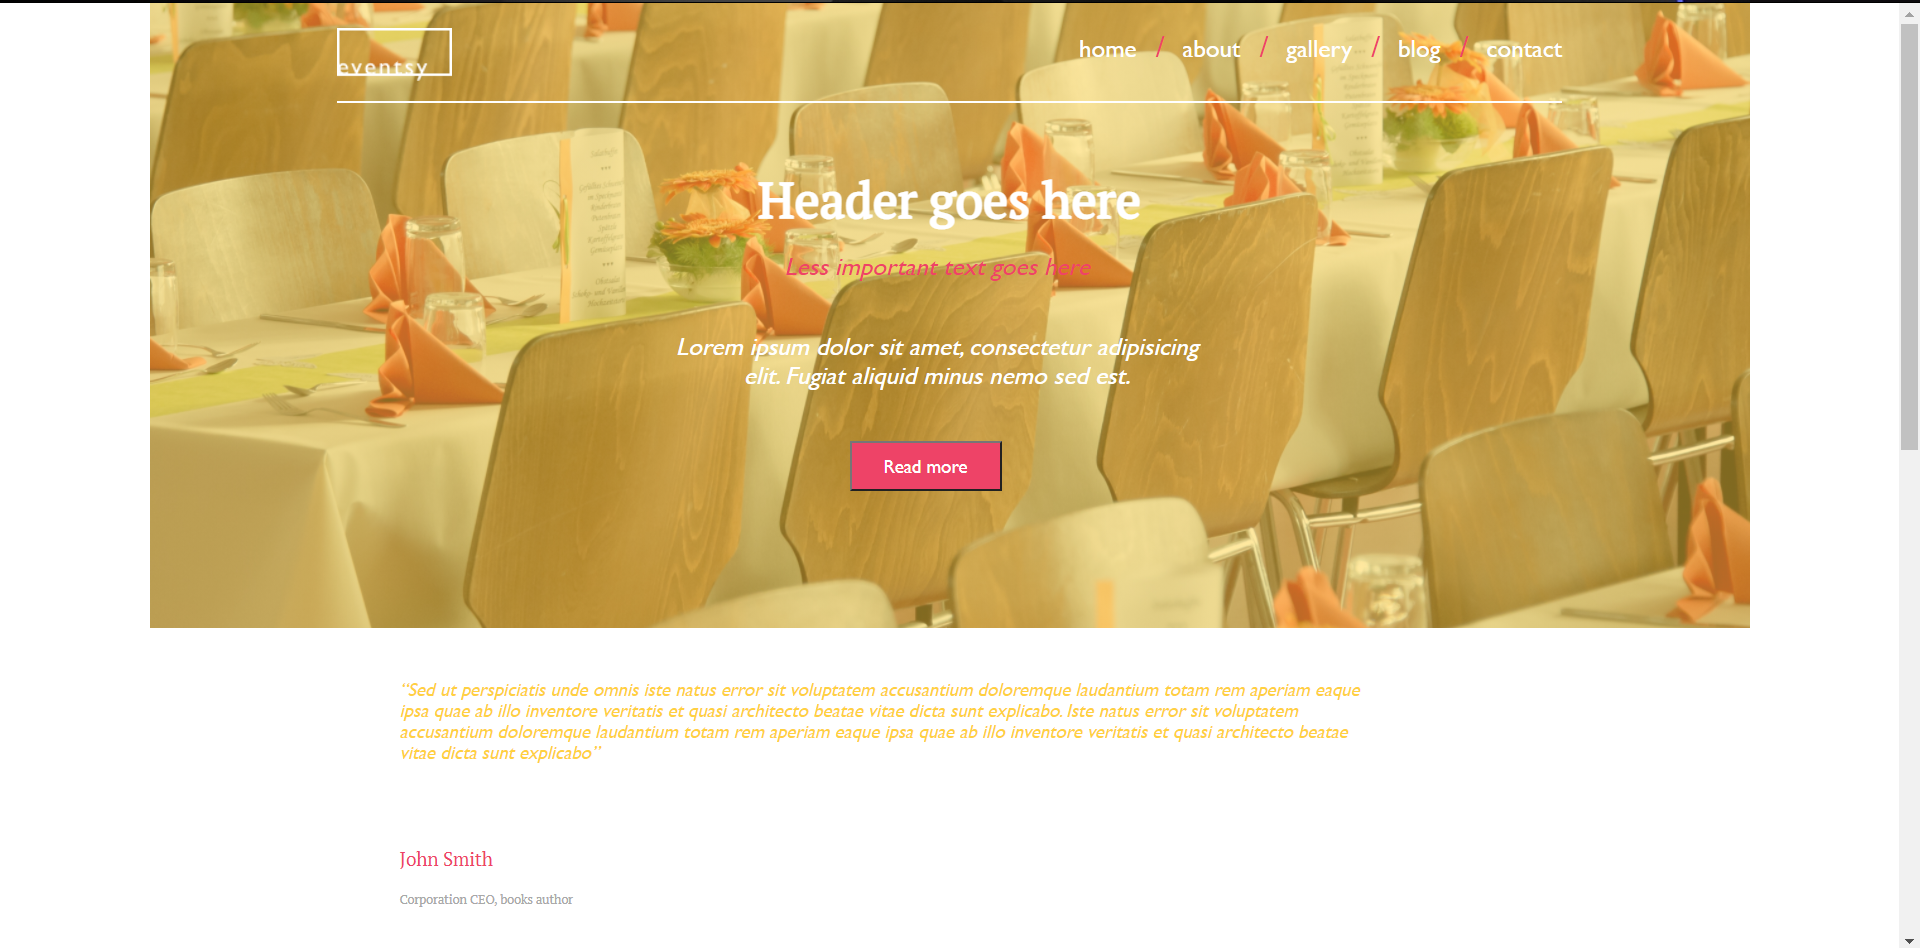 eventsy
home / about / gallery / blog / contact
Header goes here
Less important text goes here
Lorem ipsum dolor sit amet, consectetur adipisicing
elit. Fugiat aliquid minus nemo sed est.
Read more
“Sed ut perspiciatis unde omnis iste natus error sit voluptatem accusantium doloremque laudantium totam rem aperiam eaque
ipsa quae ab illo inventore veritatis et quasi architecto beatae vitae dicta sunt explicabo. Iste natus error sit voluptatem
accusantium doloremque laudantium totam rem aperiam eaque ipsa quae ab illo inventore veritatis et quasi architecto beatae
vitae dicta sunt explicabo”
John Smith
Corporation CEO, books author